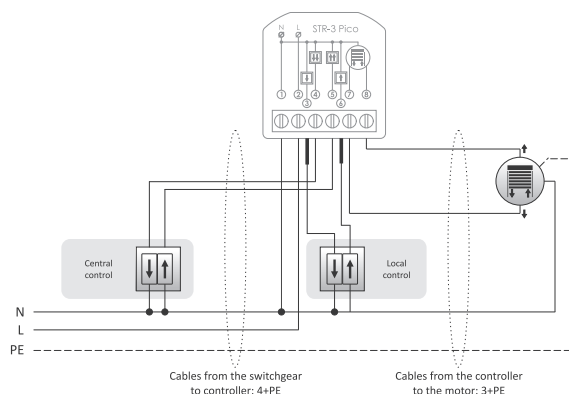 N L STR-3 Pico
1 2 4 5 7 8
3 6
Central
control
Local
control
N
L
PE
Cables from the switchgear
to controller: 4+PE
Cables from the controller
to the motor: 3+PE